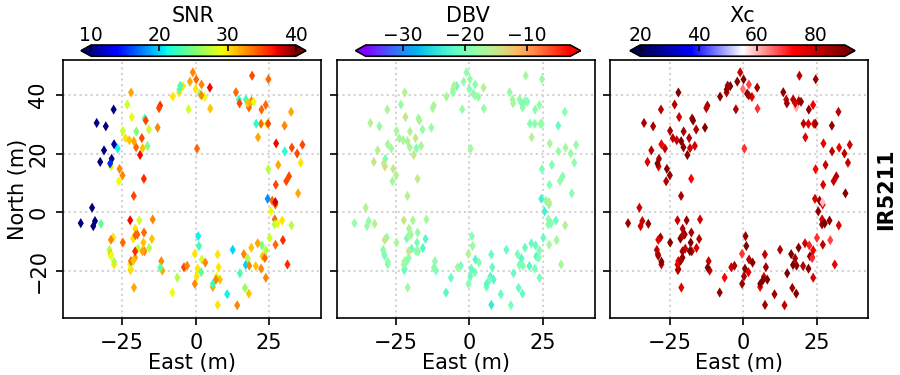 SNR DBV Xc
10 20 30 40 −30 −20 −10 20 40 60 80
North (m)
40
20
0
−20
−25 0 25 −25 0 25 −25 0 25
East (m) East (m) East (m)
IR5211